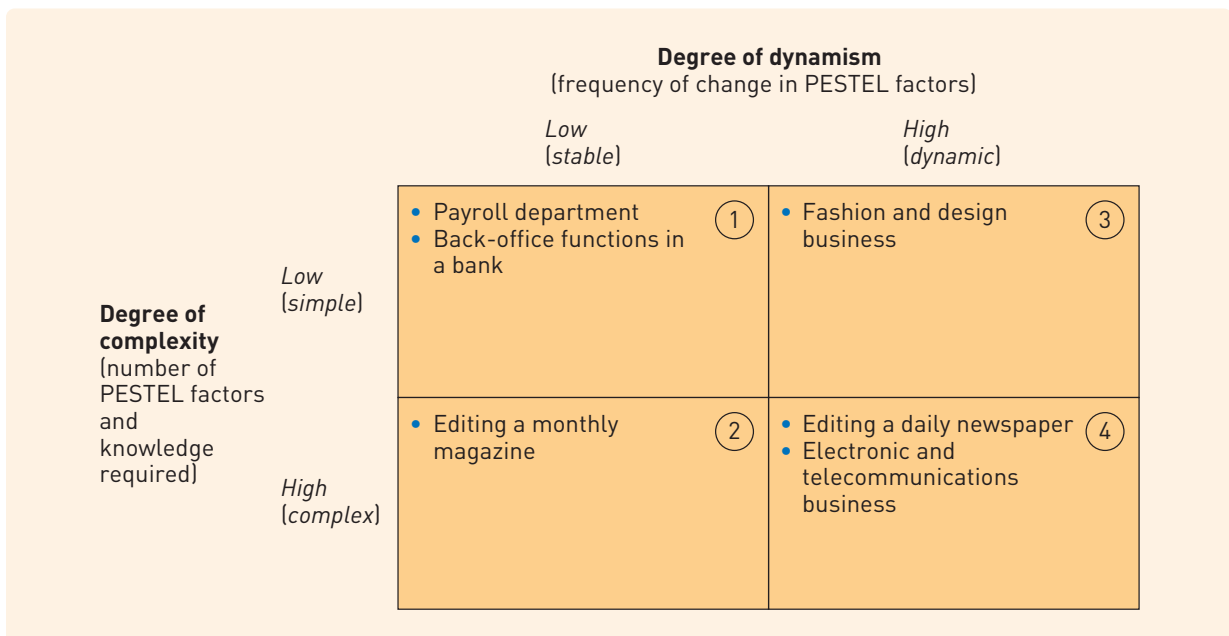 Degree of dynamism
(frequency of change in PESTEL factors)
Low
(stable)
High
(dynamic)
Degree of
complexity
(number of
PESTEL factors
and
knowledge
required)
Low
(simple)
• Payroll department
• Back-office functions in
a bank
1
• Fashion and design
business
3
High
(complex)
• Editing a monthly
magazine
2
• Editing a daily newspaper
• Electronic and
telecommunications
business
4